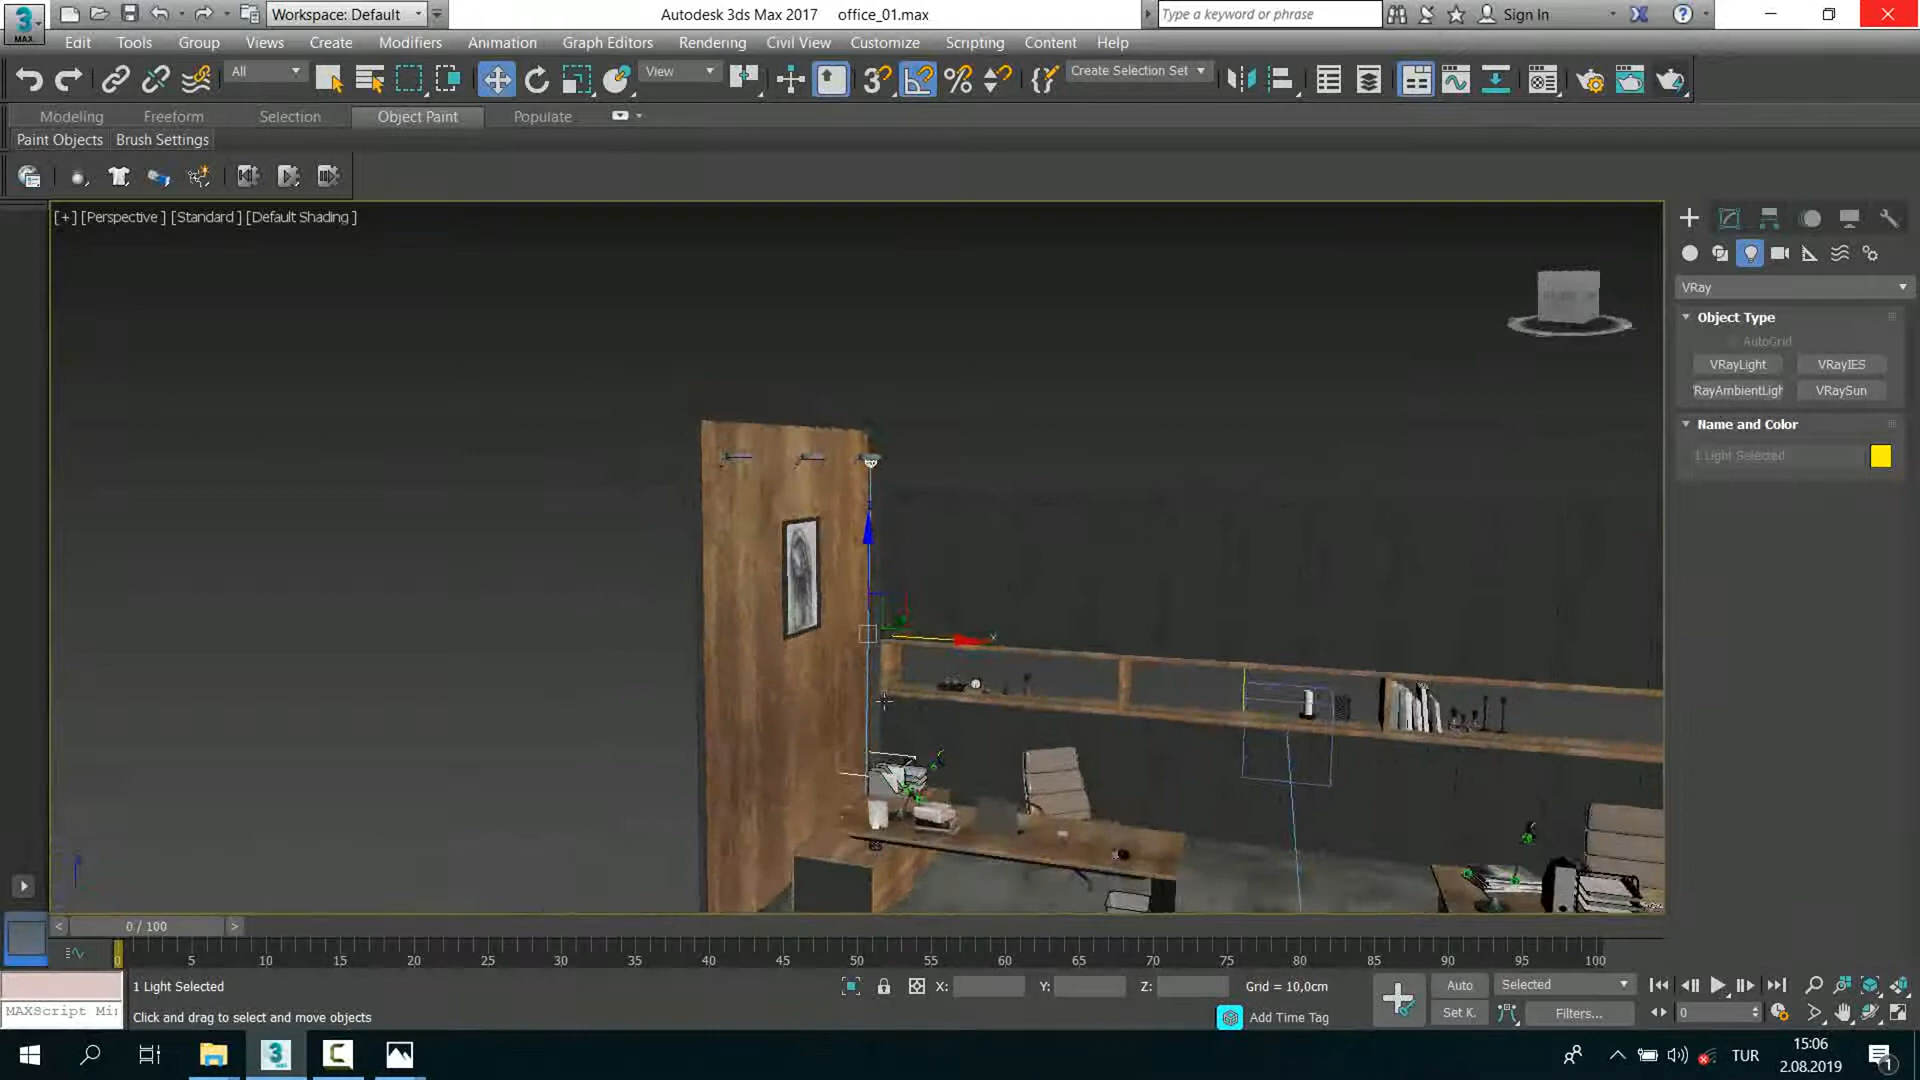 MAX
Workspace: Default
Autodesk 3ds Max 2017 office_01.max
Type a keyword or phrase
Sign In
Edit Tools Group Views Create Modifiers Animation Graph Editors Rendering Civil View Customize Scripting Content Help
All
View
Create Selection Set
Modeling Freeform Selection Object Paint Populate
Paint Objects Brush Settings
[+] [Perspective ] [Standard ] [Default Shading ]
VRay
Object Type
AutoGrid
VRayLight VRayIES
RayAmbientLigh VRaySun
Name and Color
1 Light Selected
x
< 0 / 100 >
0 5 10 15 20 25 30 35 40 45 50 55 60 65 70 75 80 85 90 95 100
1 Light Selected
X: Y: Z: Grid = 10,0cm
Auto Selected
MAXScript Mi
Click and drag to select and move objects
Add Time Tag
Set K. Filters... 0
TUR
15:06
2.08.2019
1